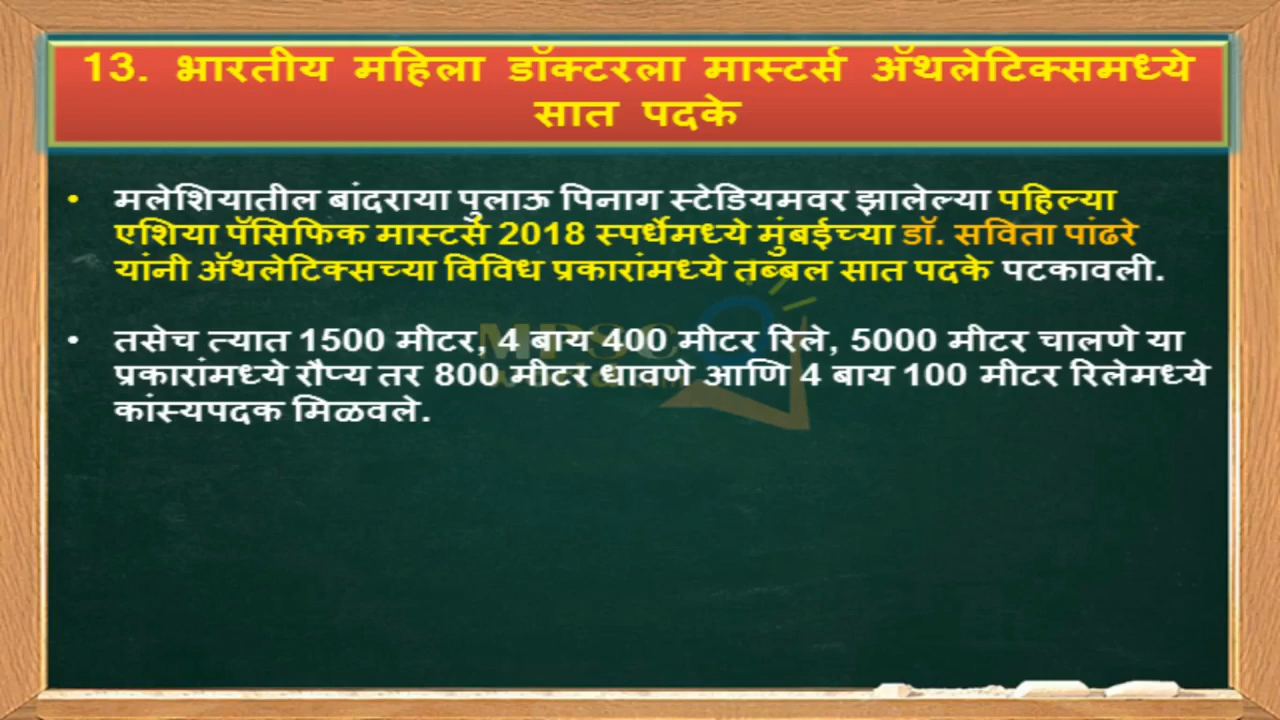 13. भारतीय महिला डॉक्टरला मास्टर्स ॲथलेटिक्समध्ये
सात पदके
• मलेशियातील बांदराया पुलाऊ पिनाग स्टेडियमवर झालेल्या पहिल्या
एशिया पॅसिफिक मास्टर्स 2018 स्पर्धेमध्ये मुंबईच्या डॉ. सविता पांढरे
यांनी ॲथलेटिक्सच्या विविध प्रकारांमध्ये तब्बल सात पदके पटकावली.
• तसेच त्यात 1500 मीटर, 4 बाय 400 मीटर रिले, 5000 मीटर चालणे या
प्रकारांमध्ये रौप्य तर 800 मीटर धावणे आणि 4 बाय 100 मीटर रिलेमध्ये
कांस्यपदक मिळवले.
MPSC